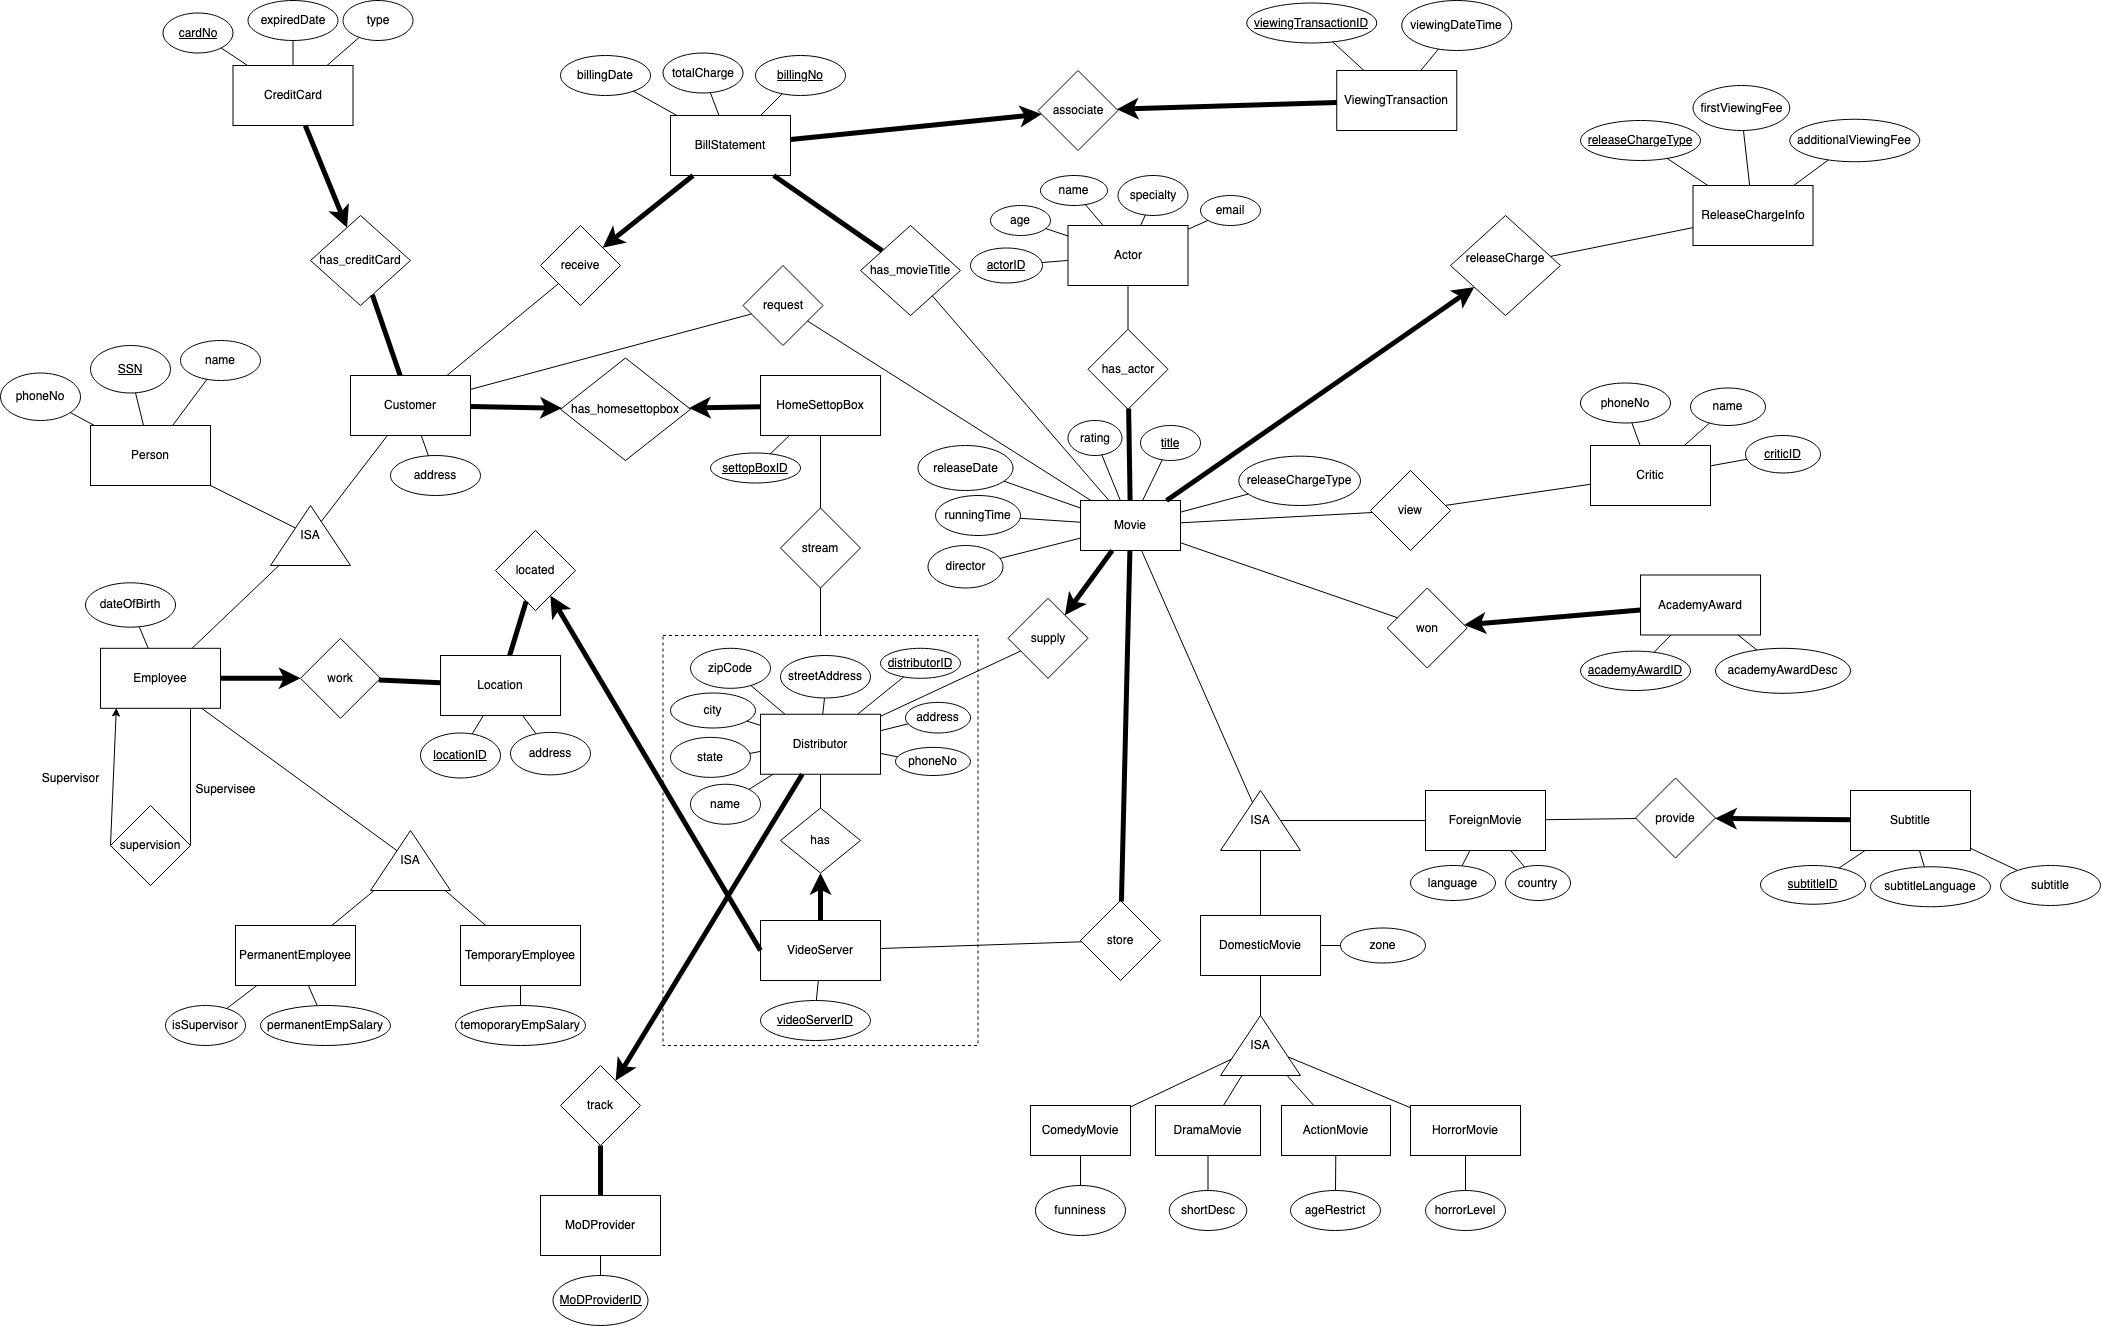 cardNo
expiredDate
type
CreditCard
has_creditCard
billingDate
totalCharge
billingNo
BillStatement
associate
viewingTransactionID
viewingDateTime
ViewingTransaction
receive
has_movieTitle
request
age
name
specialty
email
actorID
Actor
has_actor
releaseCharge
releaseChargeType
firstViewingFee
additionalViewingFee
ReleaseChargeInfo
phoneNo
SSN
name
Person
Customer
address
has_homesettopbox
HomeSettopBox
settopBoxID
stream
ISA
releaseDate
rating
title
releaseChargeType
runningTime
director
Movie
view
phoneNo
name
criticID
Critic
won
AcademyAward
academyAwardID
academyAwardDesc
supply
located
dateOfBirth
Employee
work
Location
locationID
address
Supervisor
Supervisee
supervision
ISA
PermanentEmployee
TemporaryEmployee
isSupervisor
permanentEmpSalary
temoporaryEmpSalary
zipCode
streetAddress
distributorID
city
address
state
phoneNo
name
Distributor
has
VideoServer
videoServerID
store
track
MoDProvider
MoDProviderID
ISA
ForeignMovie
language
country
provide
Subtitle
subtitleID
subtitleLanguage
subtitle
DomesticMovie
zone
ISA
ComedyMovie
DramaMovie
ActionMovie
HorrorMovie
funniness
shortDesc
ageRestrict
horrorLevel